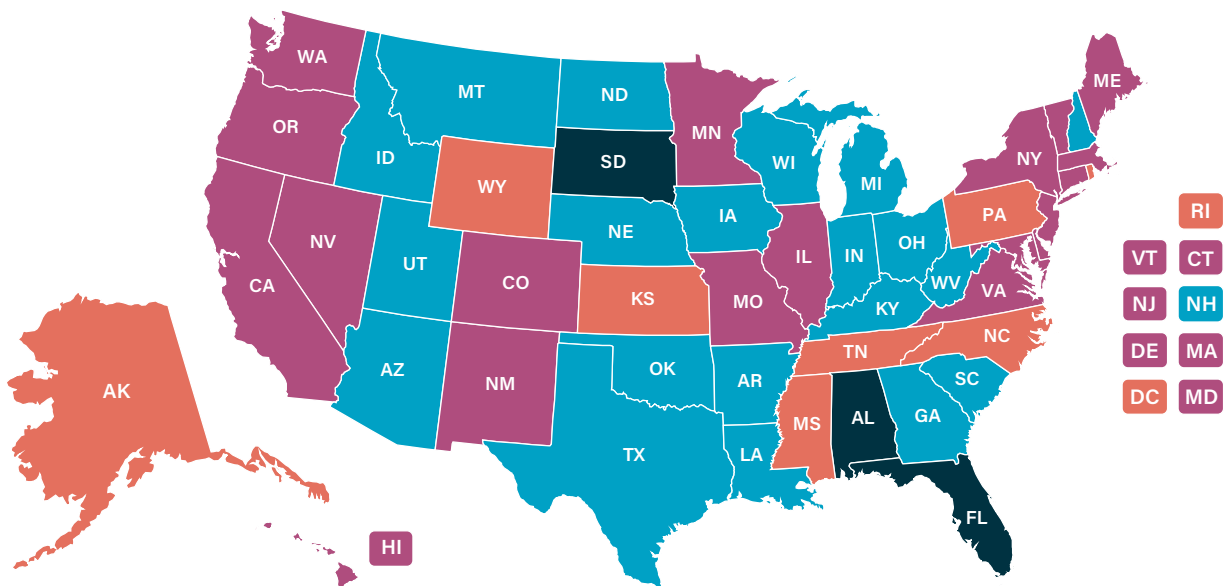 WA
MT
ND
MN
ME
OR
ID
SD
WI
NY
WY
MI
PA
IA
RI
NE
NV
UT
OH
IN
IL
CO
WV
VT
CT
CA
KS
MO
VA
KY
NJ
NH
NC
TN
DE
MA
AZ
OK
AR
SC
AK
NM
DC
MD
MS
AL
GA
TX
LA
FL
HI